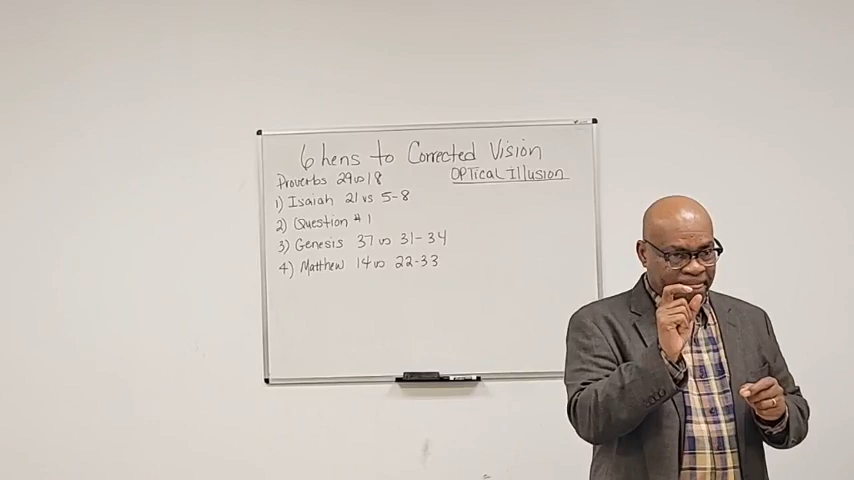 6 Lens to Corrected Vision
Proverbs 29 vs 18
OPTical Illusion
1) Isaiah 21 vs 5-8
2) Question # 1
3) Genesis 37 vs 31-34
4) Matthew 14 vs 22-33